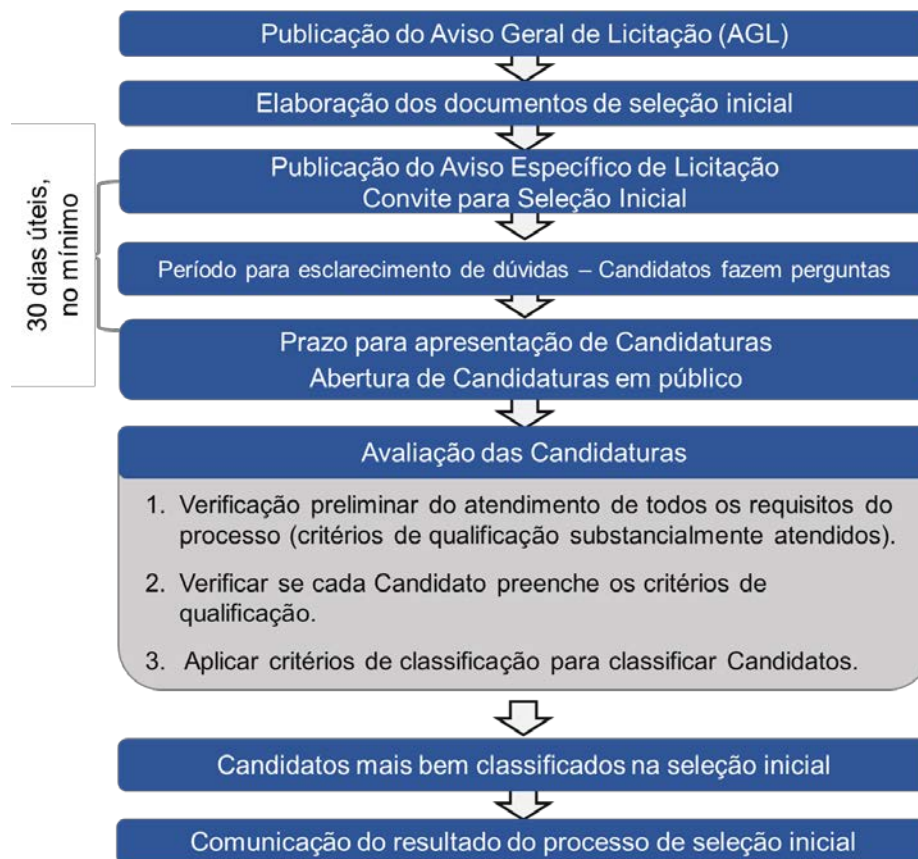 Publicação do Aviso Geral de Licitação (AGL)
Elaboração dos documentos de seleção inicial
30 dias úteis,
no mínimo
Publicação do Aviso Específico de Licitação
Convite para Seleção Inicial
Período para esclarecimento de dúvidas – Candidatos fazem perguntas
Prazo para apresentação de Candidaturas
Abertura de Candidaturas em público
Avaliação das Candidaturas
1. Verificação preliminar do atendimento de todos os requisitos do
processo (critérios de qualificação substancialmente atendidos).
2. Verificar se cada Candidato preenche os critérios de
qualificação.
3. Aplicar critérios de classificação para classificar Candidatos.
Candidatos mais bem classificados na seleção inicial
Comunicação do resultado do processo de seleção inicial